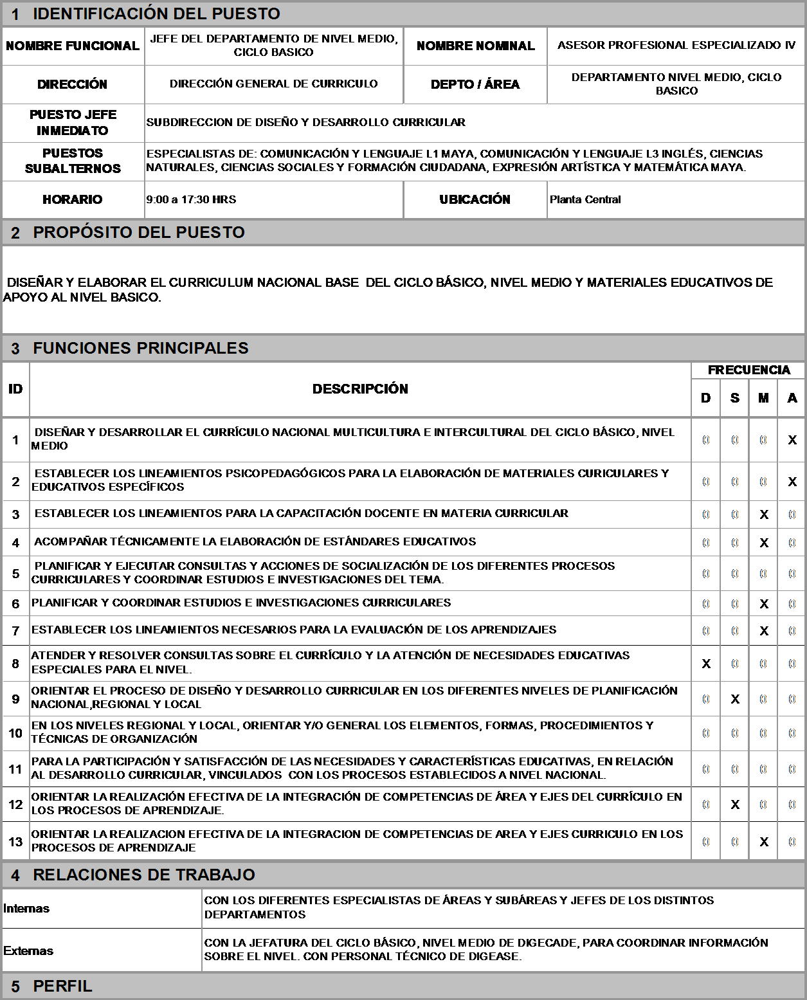 1 IDENTIFICACIÓN DEL PUESTO
NOMBRE FUNCIONAL
JEFE DEL DEPARTAMENTO DE NIVEL MEDIO,
CICLO BASICO
NOMBRE NOMINAL
ASESOR PROFESIONAL ESPECIALIZADO IV
DIRECCIÓN
DIRECCIÓN GENERAL DE CURRICULO
DEPTO / ÁREA
DEPARTAMENTO NIVEL MEDIO, CICLO
BASICO
PUESTO JEFE
INMEDIATO
SUBDIRECCION DE DISEÑO Y DESARROLLO CURRICULAR
PUESTOS
SUBALTERNOS
ESPECIALISTAS DE: COMUNICACIÓN Y LENGUAJE L1 MAYA, COMUNICACIÓN Y LENGUAJE L3 INGLÉS, CIENCIAS
NATURALES, CIENCIAS SOCIALES Y FORMACIÓN CIUDADANA, EXPRESIÓN ARTÍSTICA Y MATEMÁTICA MAYA.
HORARIO
9:00 a 17:30 HRS
UBICACIÓN
Planta Central
2 PROPÓSITO DEL PUESTO
DISEÑAR Y ELABORAR EL CURRICULUM NACIONAL BASE DEL CICLO BÁSICO, NIVEL MEDIO Y MATERIALES EDUCATIVOS DE
APOYO AL NIVEL BASICO.
3 FUNCIONES PRINCIPALES
ID
DESCRIPCIÓN
FRECUENCIA
D S M A
1
DISEÑAR Y DESARROLLAR EL CURRÍCULO NACIONAL MULTICULTURA E INTERCULTURAL DEL CICLO BÁSICO, NIVEL
MEDIO
0 0 0 X
2
ESTABLECER LOS LINEAMIENTOS PSICOPEDAGÓGICOS PARA LA ELABORACIÓN DE MATERIALES CURICULARES Y
EDUCATIVOS ESPECÍFICOS
0 0 0 X
3 ESTABLECER LOS LINEAMIENTOS PARA LA CAPACITACIÓN DOCENTE EN MATERIA CURRICULAR 0 0 X 0
4 ACOMPAÑAR TÉCNICAMENTE LA ELABORACIÓN DE ESTÁNDARES EDUCATIVOS 0 0 X 0
5
PLANIFICAR Y EJECUTAR CONSULTAS Y ACCIONES DE SOCIALIZACIÓN DE LOS DIFERENTES PROCESOS
CURRICULARES Y COORDINAR ESTUDIOS E INVESTIGACIONES DEL TEMA.
0 0 0 0
6 PLANIFICAR Y COORDINAR ESTUDIOS E INVESTIGACIONES CURRICULARES 0 0 X 0
7 ESTABLECER LOS LINEAMIENTOS NECESARIOS PARA LA EVALUACIÓN DE LOS APRENDIZAJES 0 0 X 0
8
ATENDER Y RESOLVER CONSULTAS SOBRE EL CURRÍCULO Y LA ATENCIÓN DE NECESIDADES EDUCATIVAS
ESPECIALES PARA EL NIVEL.
X 0 0 0
9
ORIENTAR EL PROCESO DE DISEÑO Y DESARROLLO CURRICULAR EN LOS DIFERENTES NIVELES DE PLANIFICACIÓN
NACIONAL,REGIONAL Y LOCAL
0 X 0 0
10
EN LOS NIVELES REGIONAL Y LOCAL, ORIENTAR Y/O GENERAL LOS ELEMENTOS, FORMAS, PROCEDIMIENTOS Y
TÉCNICAS DE ORGANIZACIÓN
0 0 0 0
11
PARA LA PARTICIPACIÓN Y SATISFACCIÓN DE LAS NECESIDADES Y CARACTERÍSTICAS EDUCATIVAS, EN RELACIÓN
AL DESARROLLO CURRICULAR, VINCULADOS CON LOS PROCESOS ESTABLECIDOS A NIVEL NACIONAL.
0 0 0 0
12
ORIENTAR LA REALIZACIÓN EFECTIVA DE LA INTEGRACIÓN DE COMPETENCIAS DE ÁREA Y EJES DEL CURRÍCULO EN
LOS PROCESOS DE APRENDIZAJE.
0 X 0 0
13
ORIENTAR LA REALIZACION EFECTIVA DE LA INTEGRACION DE COMPETENCIAS DE AREA Y EJES CURRICULO EN LOS
PROCESOS DE APRENDIZAJE
0 0 X 0
4 RELACIONES DE TRABAJO
Internas
CON LOS DIFERENTES ESPECIALISTAS DE ÁREAS Y SUBÁREAS Y JEFES DE LOS DISTINTOS
DEPARTAMENTOS
Externas
CON LA JEFATURA DEL CICLO BÁSICO, NIVEL MEDIO DE DIGECADE, PARA COORDINAR INFORMACIÓN
SOBRE EL NIVEL. CON PERSONAL TÉCNICO DE DIGEASE.
5 PERFIL